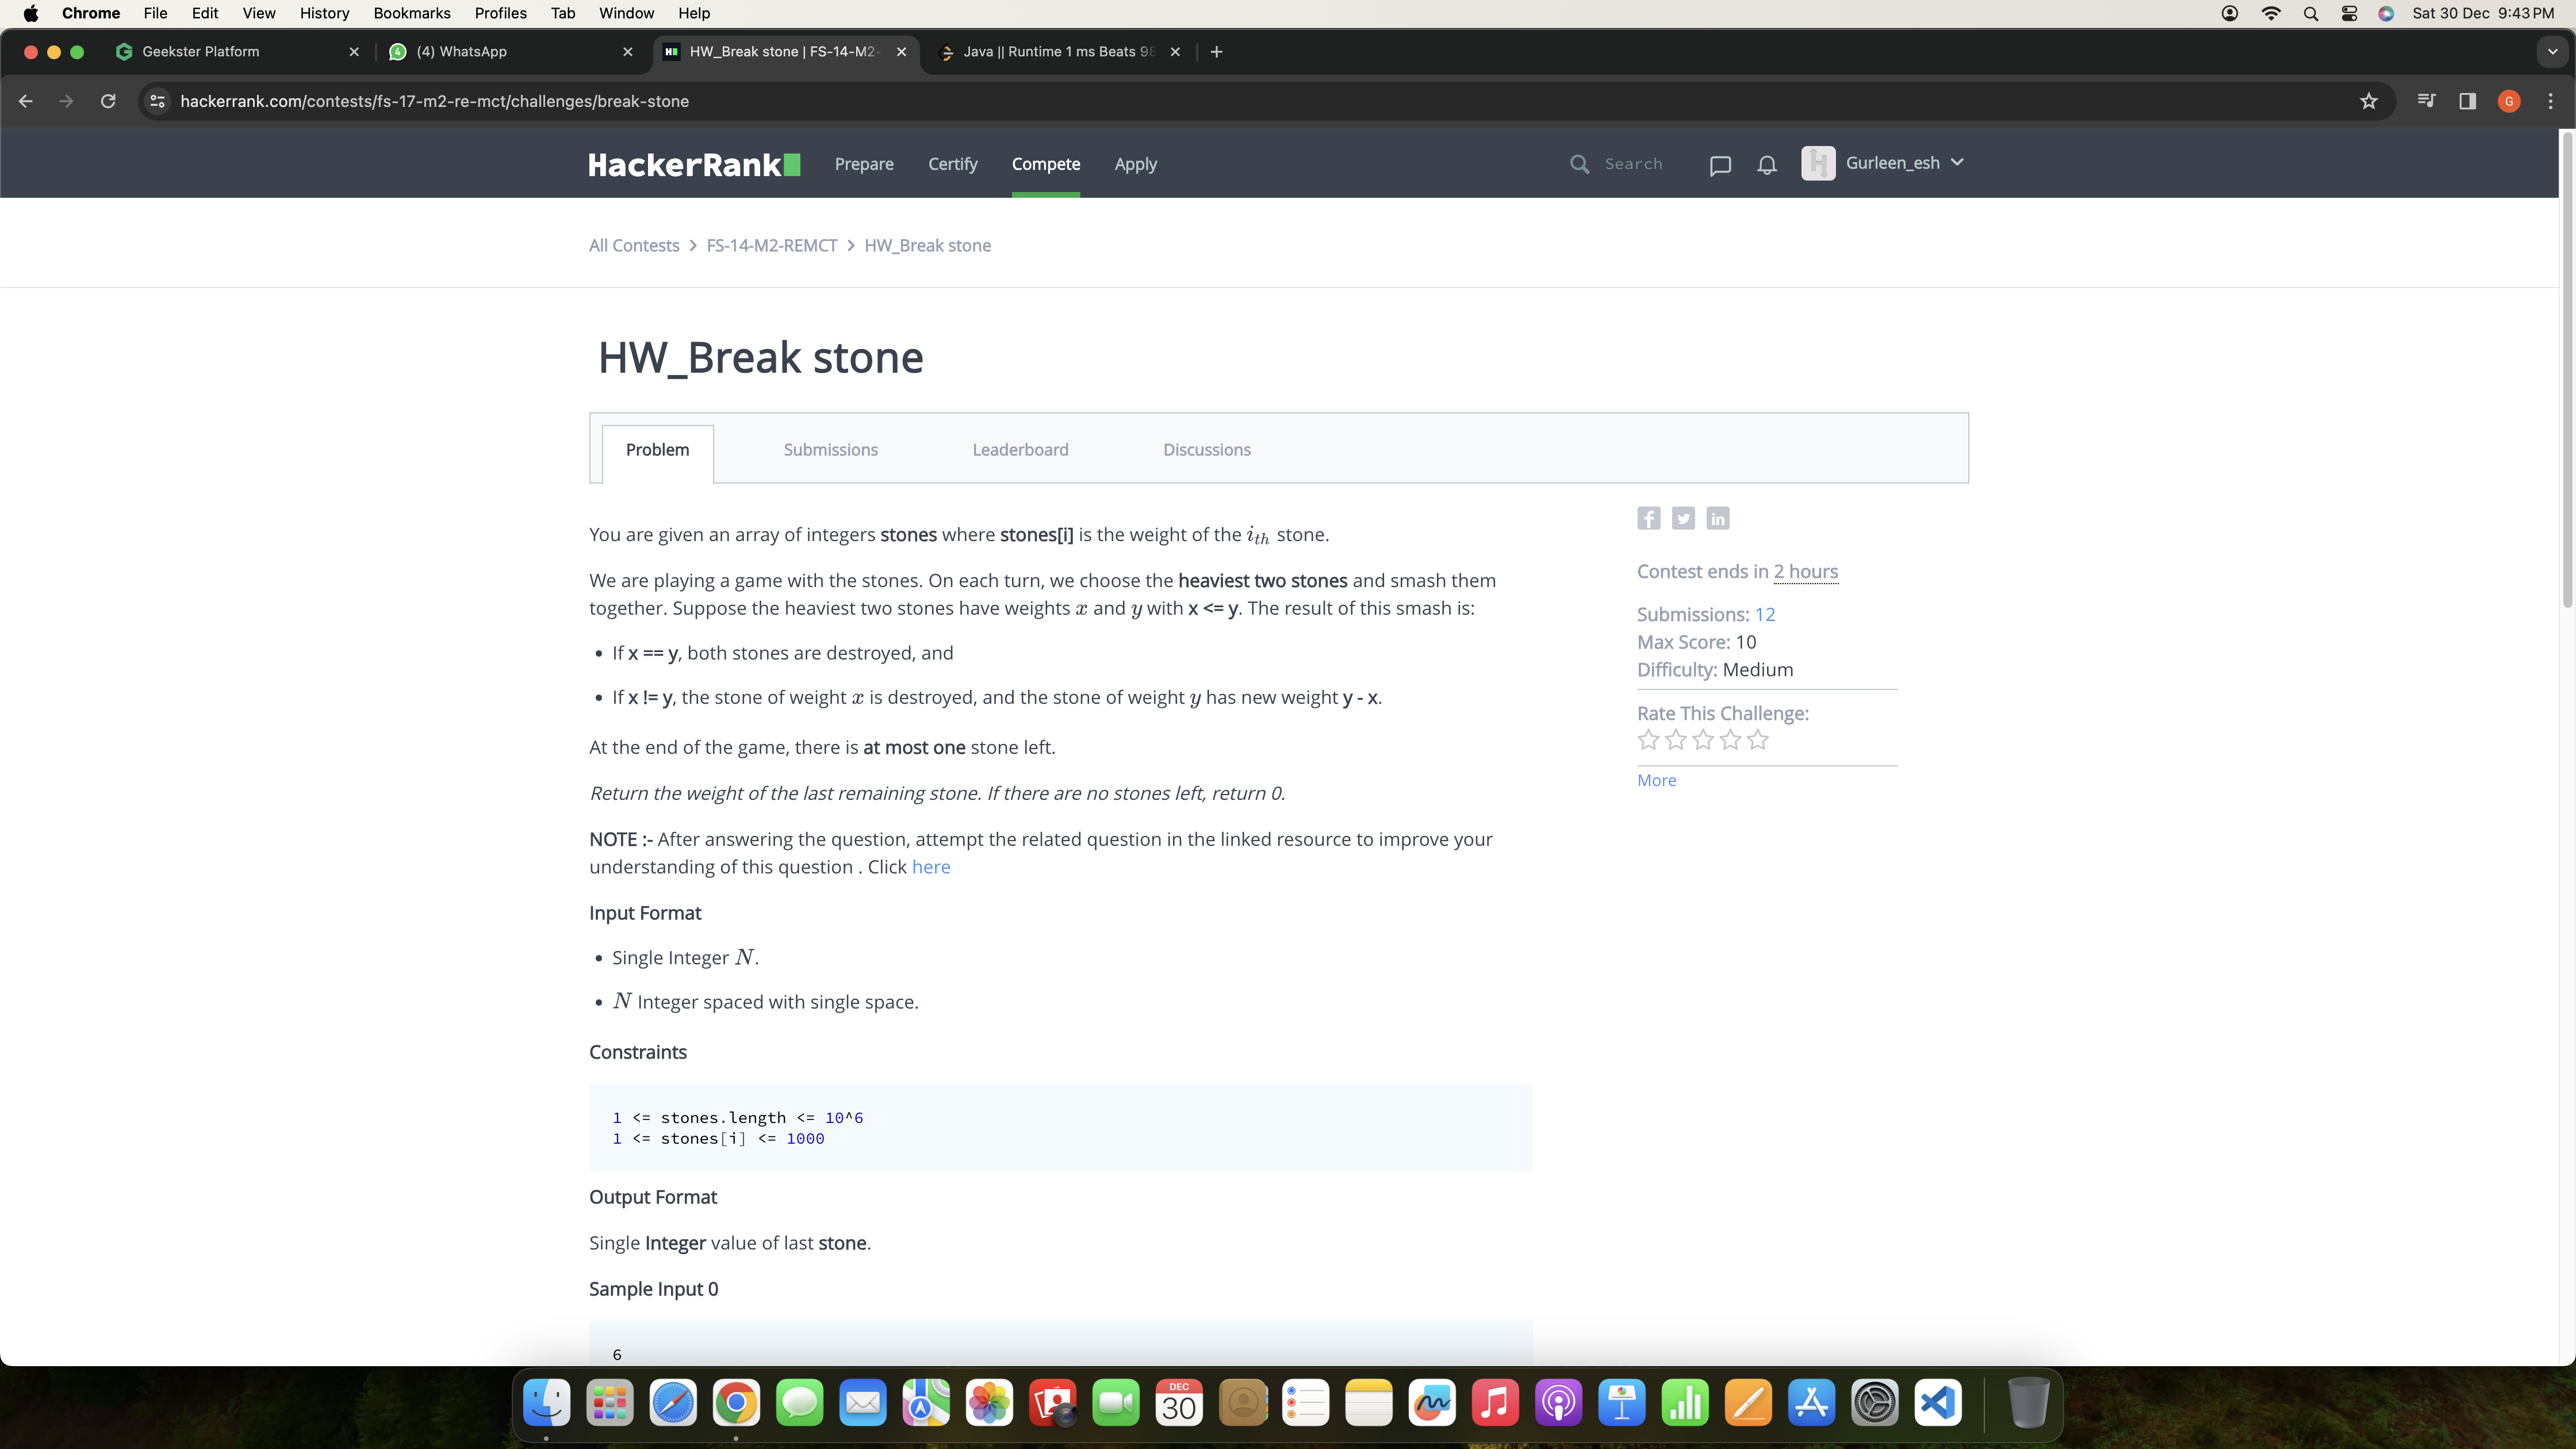 Chrome File Edit View History Bookmarks Profiles Tab Window Help Sat 30 Dec 9:43 PM
Geekster Platform (4) WhatsApp HW_Break stone | FS-14-M2- Java || Runtime 1 ms Beats 98
hackerrank.com/contests/fs-17-m2-re-mct/challenges/break-stone G
HackerRank Prepare Certify Compete Apply Search H Gurleen_esh
All Contests > FS-14-M2-REMCT > HW_Break stone
HW_Break stone
Problem Submissions Leaderboard Discussions
You are given an array of integers stones where stones[i] is the weight of the i_th stone.
We are playing a game with the stones. On each turn, we choose the heaviest two stones and smash them
together. Suppose the heaviest two stones have weights x and y with x <= y. The result of this smash is:
• If x == y, both stones are destroyed, and
• If x != y, the stone of weight x is destroyed, and the stone of weight y has new weight y - x.
At the end of the game, there is at most one stone left.
Return the weight of the last remaining stone. If there are no stones left, return 0.
NOTE :- After answering the question, attempt the related question in the linked resource to improve your
understanding of this question . Click here
Input Format
• Single Integer N.
• N Integer spaced with single space.
Constraints
1 <= stones.length <= 10^6
1 <= stones[i] <= 1000
Output Format
Single Integer value of last stone.
Sample Input 0
6
Contest ends in 2 hours
Submissions: 12
Max Score: 10
Difficulty: Medium
Rate This Challenge:
More
DEC
30